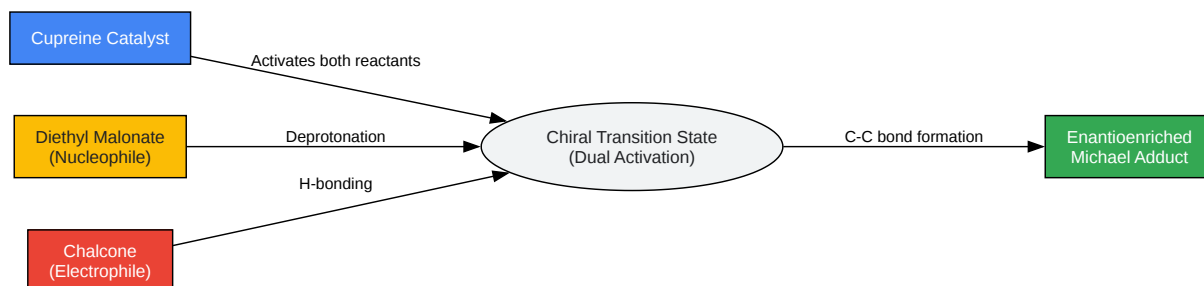 Cupreine Catalyst
Activates both reactants
Diethyl Malonate
(Nucleophile)
Deprotonation
Chiral Transition State
(Dual Activation)
C-C bond formation
Enantioenriched
Michael Adduct
H-bonding
Chalcone
(Electrophile)